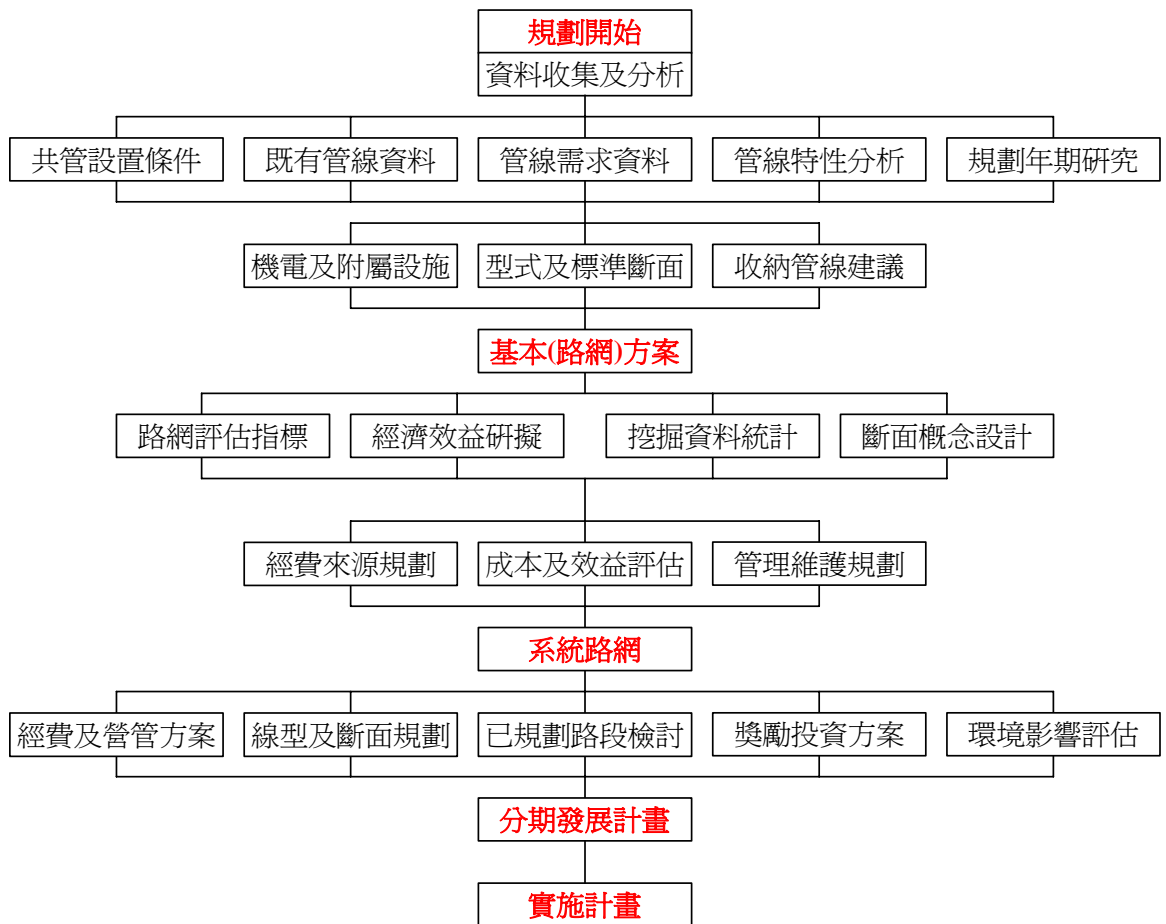 規劃開始
資料收集及分析
共管設置條件
既有管線資料
管線需求資料
管線特性分析
規劃年期研究
機電及附屬設施
型式及標準斷面
收納管線建議
基本(路網)方案
路網評估指標
經濟效益研擬
挖掘資料統計
斷面概念設計
經費來源規劃
成本及效益評估
管理維護規劃
系統路網
經費及營管方案
線型及斷面規劃
已規劃路段檢討
獎勵投資方案
環境影響評估
分期發展計畫
實施計畫